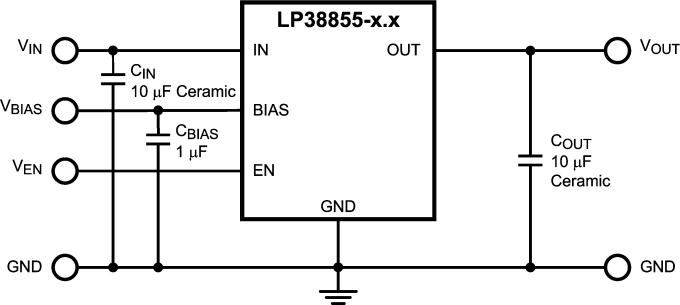 LP38855-x.x
VIN
IN
OUT
VOUT
CIN
10 μF Ceramic
VBIAS
BIAS
CBIAS
1 μF
COUT
10 μF
Ceramic
VEN
EN
GND
GND
GND